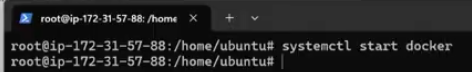 root@ip-172-31-57-88:/home/ubuntu
root@ip-172-31-57-88:/home/ubuntu# systemctl start docker
root@ip-172-31-57-88:/home/ubuntu#